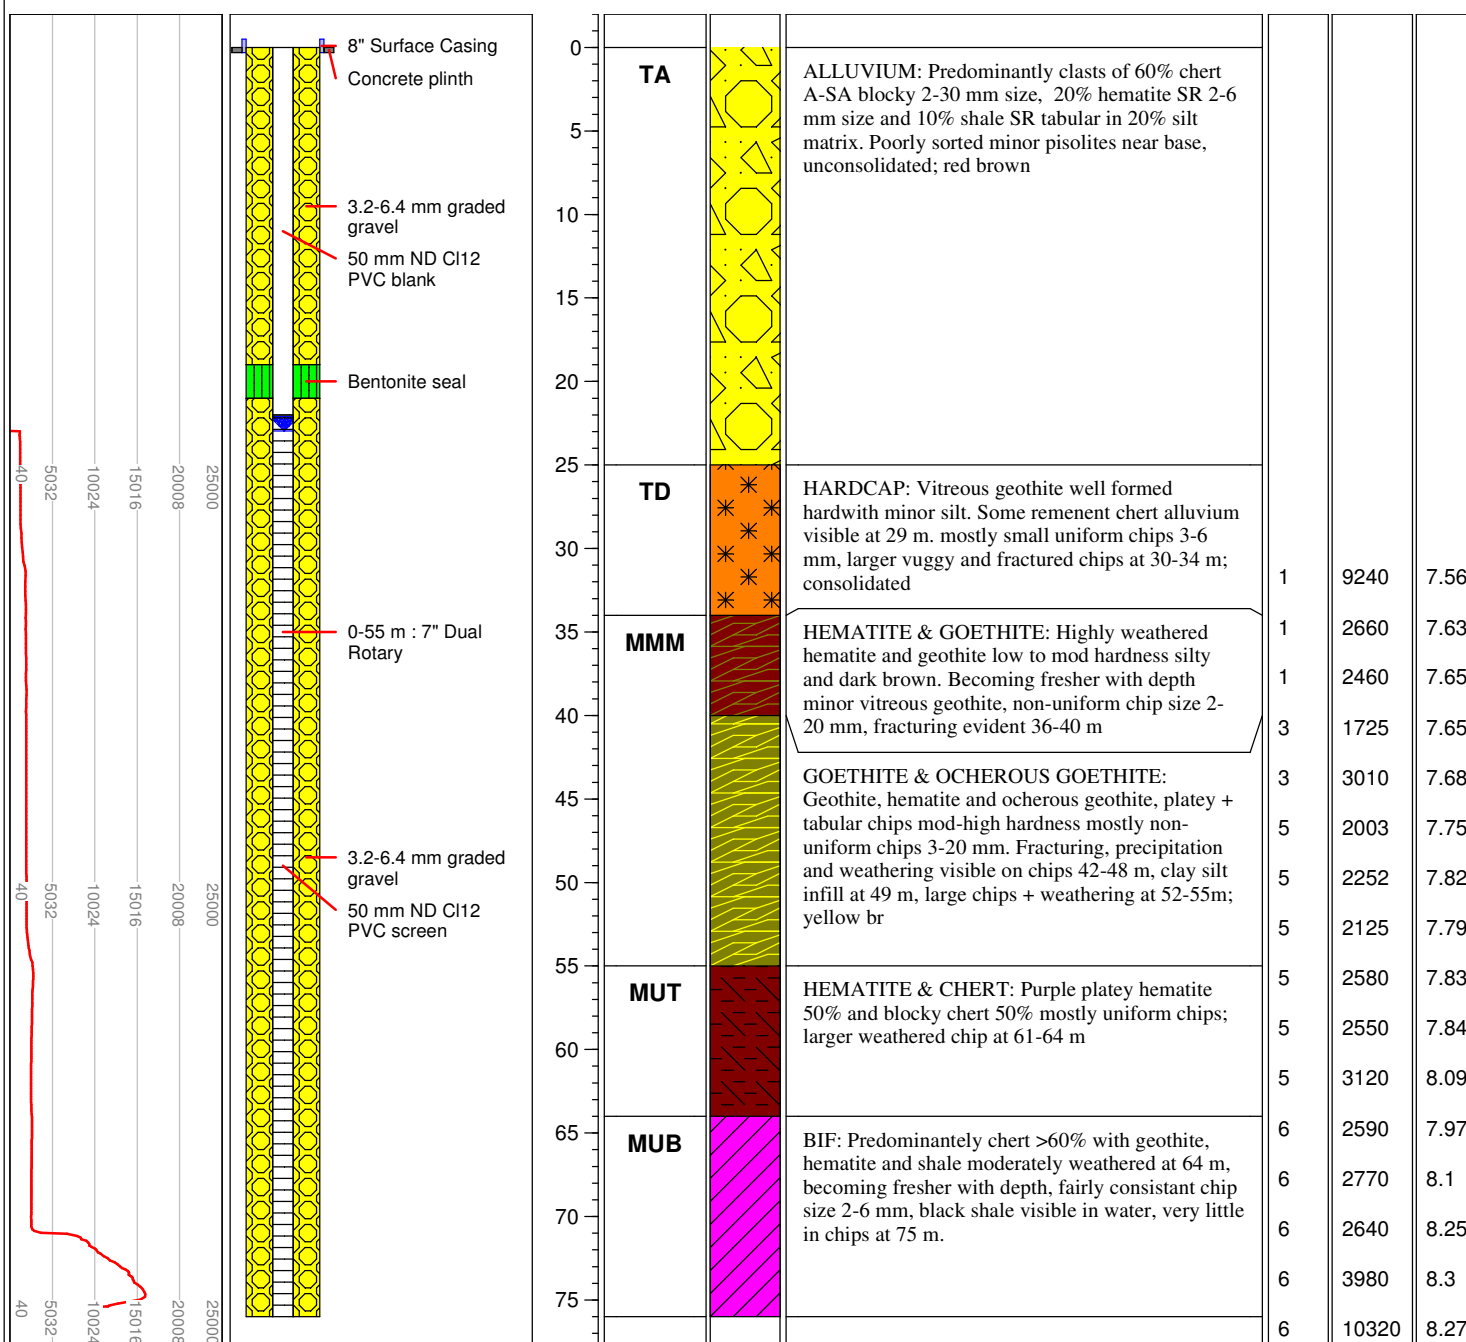 8" Surface Casing
Concrete plinth
3.2-6.4 mm graded
gravel
50 mm ND Cl12
PVC blank
Bentonite seal
0-55 m : 7" Dual
Rotary
3.2-6.4 mm graded
gravel
50 mm ND Cl12
PVC screen
40 5032 10024 15016 20008 25000
40 5032 10024 15016 20008 25000
40 5032 10024 15016 20008 25000
0
5
10
15
20
25
30
35
40
45
50
55
60
65
70
75
TA
ALLUVIUM: Predominantly clasts of 60% chert
A-SA blocky 2-30 mm size, 20% hematite SR 2-6
mm size and 10% shale SR tabular in 20% silt
matrix. Poorly sorted minor pisolites near base,
unconsolidated; red brown
TD
HARDCAP: Vitreous geothite well formed
hardwith minor silt. Some remenent chert alluvium
visible at 29 m. mostly small uniform chips 3-6
mm, larger vuggy and fractured chips at 30-34 m;
consolidated
MMM
HEMATITE & GOETHITE: Highly weathered
hematite and geothite low to mod hardness silty
and dark brown. Becoming fresher with depth
minor vitreous geothite, non-uniform chip size 2-
20 mm, fracturing evident 36-40 m
GOETHITE & OCHEROUS GOETHITE:
Geothite, hematite and ocherous geothite, platey +
tabular chips mod-high hardness mostly non-
uniform chips 3-20 mm. Fracturing, precipitation
and weathering visible on chips 42-48 m, clay silt
infill at 49 m, large chips + weathering at 52-55m;
yellow br
MUT
HEMATITE & CHERT: Purple platey hematite
50% and blocky chert 50% mostly uniform chips;
larger weathered chip at 61-64 m
MUB
BIF: Predominantely chert >60% with geothite,
hematite and shale moderately weathered at 64 m,
becoming fresher with depth, fairly consistant chip
size 2-6 mm, black shale visible in water, very little
in chips at 75 m.
1 9240 7.56
1 2660 7.63
1 2460 7.65
3 1725 7.65
3 3010 7.68
5 2003 7.75
5 2252 7.82
5 2125 7.79
5 2580 7.83
5 2550 7.84
5 3120 8.09
6 2590 7.97
6 2770 8.1
6 2640 8.25
6 3980 8.3
6 10320 8.27